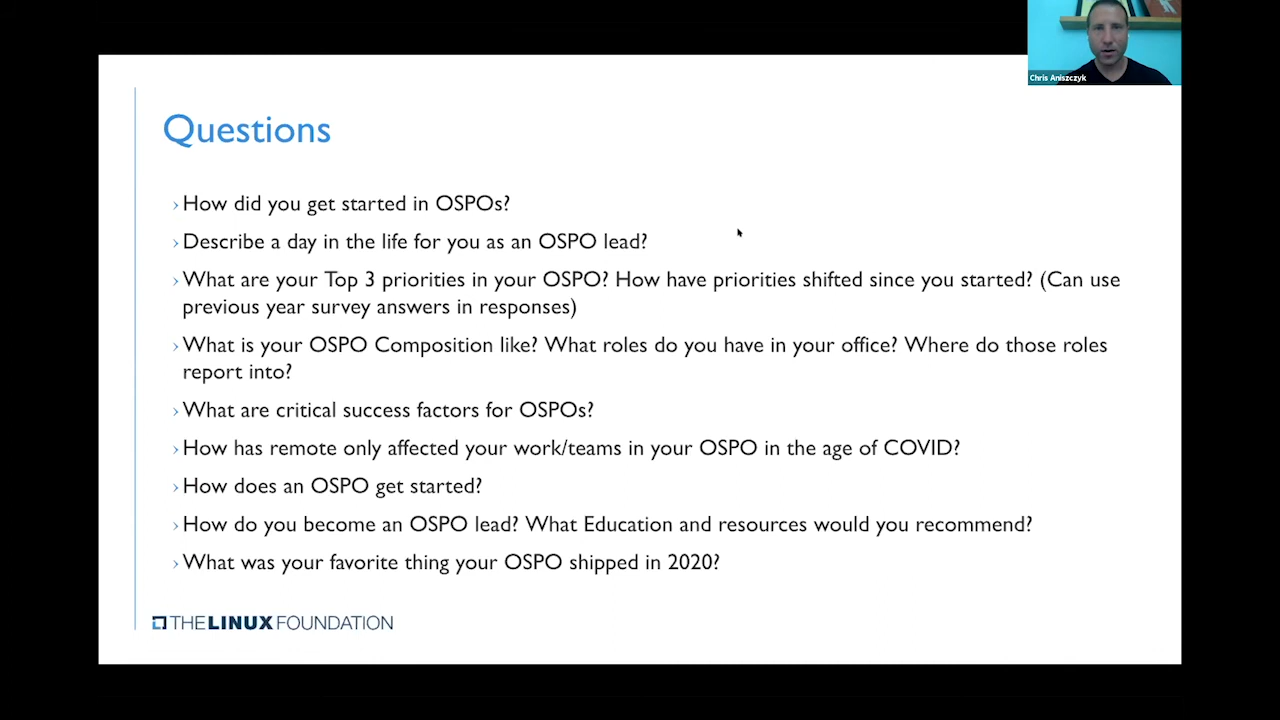 Chris Aniszczyk
Questions
› How did you get started in OSPOs?
› Describe a day in the life for you as an OSPO lead?
› What are your Top 3 priorities in your OSPO? How have priorities shifted since you started? (Can use
previous year survey answers in responses)
› What is your OSPO Composition like? What roles do you have in your office? Where do those roles
report into?
› What are critical success factors for OSPOs?
› How has remote only affected your work/teams in your OSPO in the age of COVID?
› How does an OSPO get started?
› How do you become an OSPO lead? What Education and resources would you recommend?
› What was your favorite thing your OSPO shipped in 2020?
THE LINUX FOUNDATION